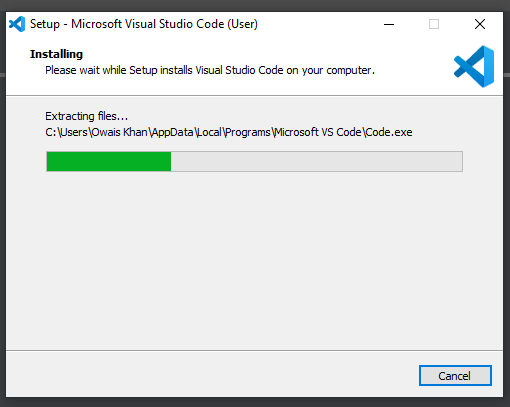 Setup - Microsoft Visual Studio Code (User)
Installing
Please wait while Setup installs Visual Studio Code on your computer.
Extracting files...
C:\Users\Owais Khan\AppData\Local\Programs\Microsoft VS Code\Code.exe
Cancel